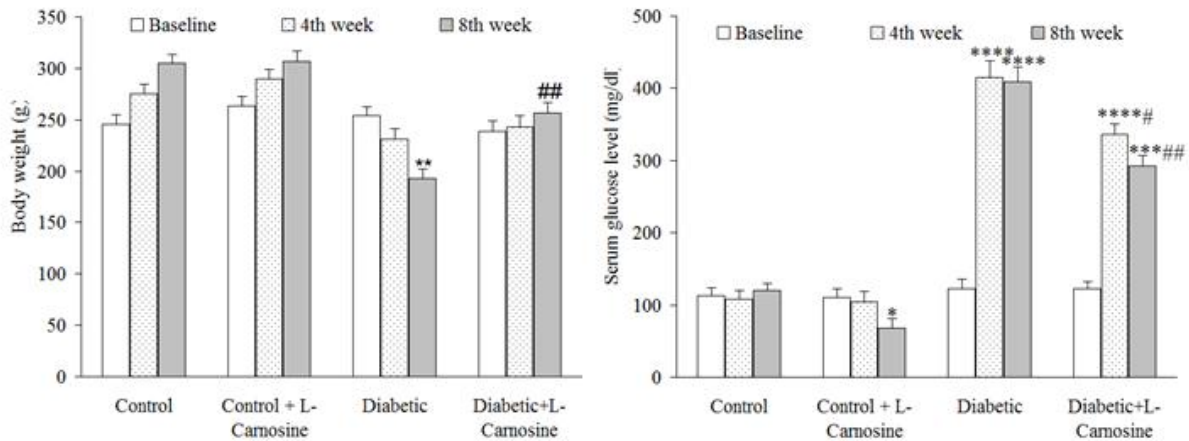 Body weight (g)
350
300
250
200
150
100
50
0
Baseline 4th week 8th week
**
##
Control
Control + L-
Carnosine
Diabetic
Diabetic+L-
Carnosine
Serum glucose level (mg/dl)
500
400
300
200
100
0
Baseline 4th week 8th week
*
****
****
****#
***##
Control
Control + L-
Carnosine
Diabetic
Diabetic+L-
Carnosine